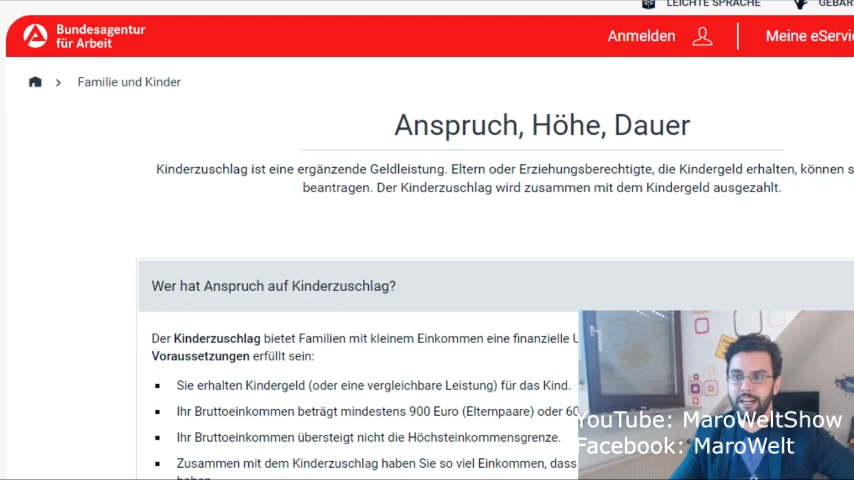 LEICHTE SPRACHE
Bundesagentur
für Arbeit
Anmelden
Meine
Familie und Kinder
Anspruch, Höhe, Dauer
Kinderzuschlag ist eine ergänzende Geldleistung. Eltern oder Erziehungsberechtigte, die Kindergeld erhalten, können
beantragen. Der Kinderzuschlag wird zusammen mit dem Kindergeld ausgezahlt.
Wer hat Anspruch auf Kinderzuschlag?
Der Kinderzuschlag bietet Familien mit kleinem Einkommen eine finanzielle
Voraussetzungen erfüllt sein:
Sie erhalten Kindergeld (oder eine vergleichbare Leistung) für das Kind.
Ihr Bruttoeinkommen beträgt mindestens 900 Euro (Elternpaare) oder
Ihr Bruttoeinkommen übersteigt nicht die Höchsteinkommensgrenze.
Zusammen mit dem Kinderzuschlag haben Sie so viel Einkommen, dass
YouTube: MaroWeltShow
Facebook: MaroWelt